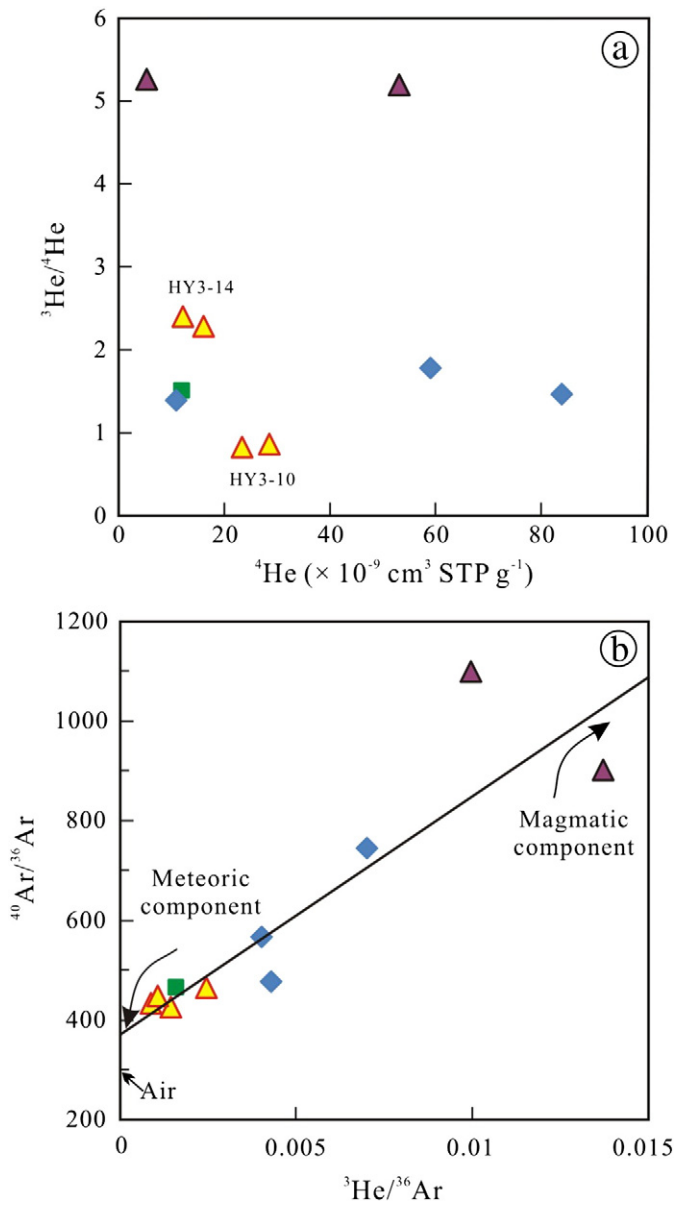 6
a
5
4
3
2
1
0
³He/⁴He
HY3-14
HY3-10
0
20
40
60
80
100
⁴He (× 10⁻⁹ cm³ STP g⁻¹)
1200
b
1000
800
600
400
200
⁴⁰Ar/³⁶Ar
Magmatic
component
Meteoric
component
Air
0
0.005
0.01
0.015
³He/³⁶Ar